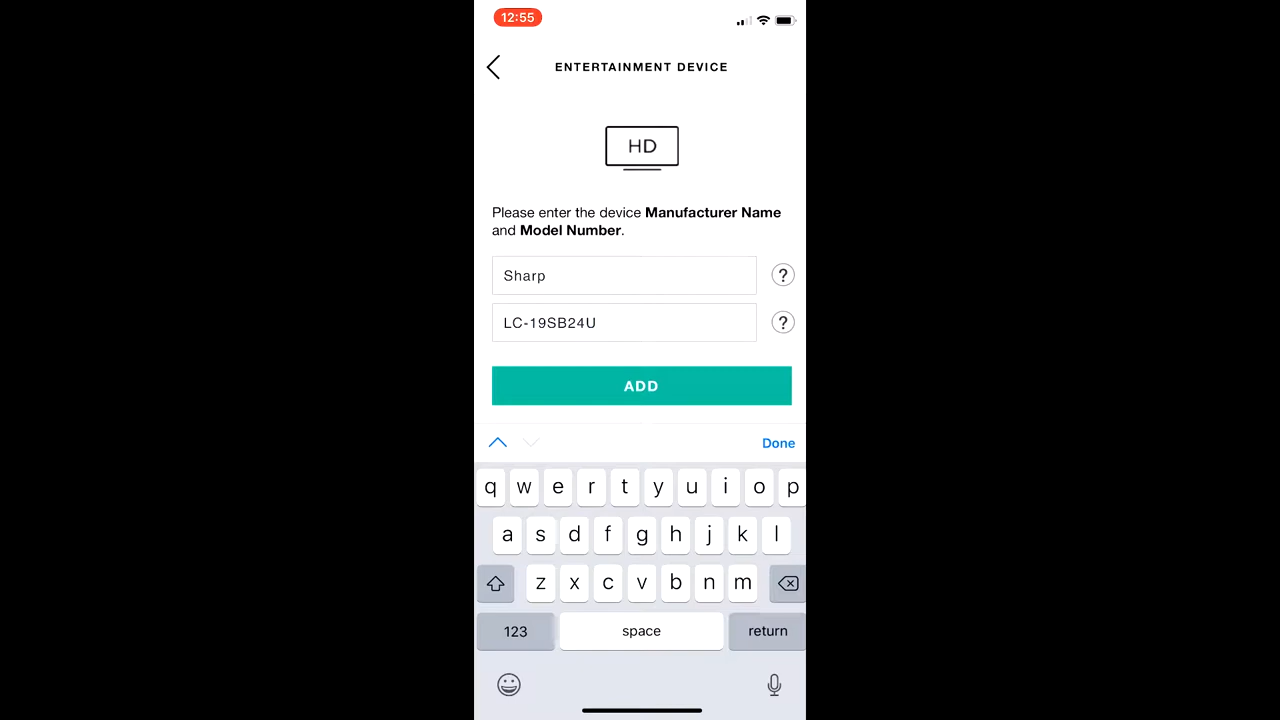 12:55
ENTERTAINMENT DEVICE
HD
Please enter the device Manufacturer Name
and Model Number.
Sharp
?
LC-19SB24U
?
ADD
Done
q w e r t y u i o p
a s d f g h j k l
z x c v b n m
123 space return